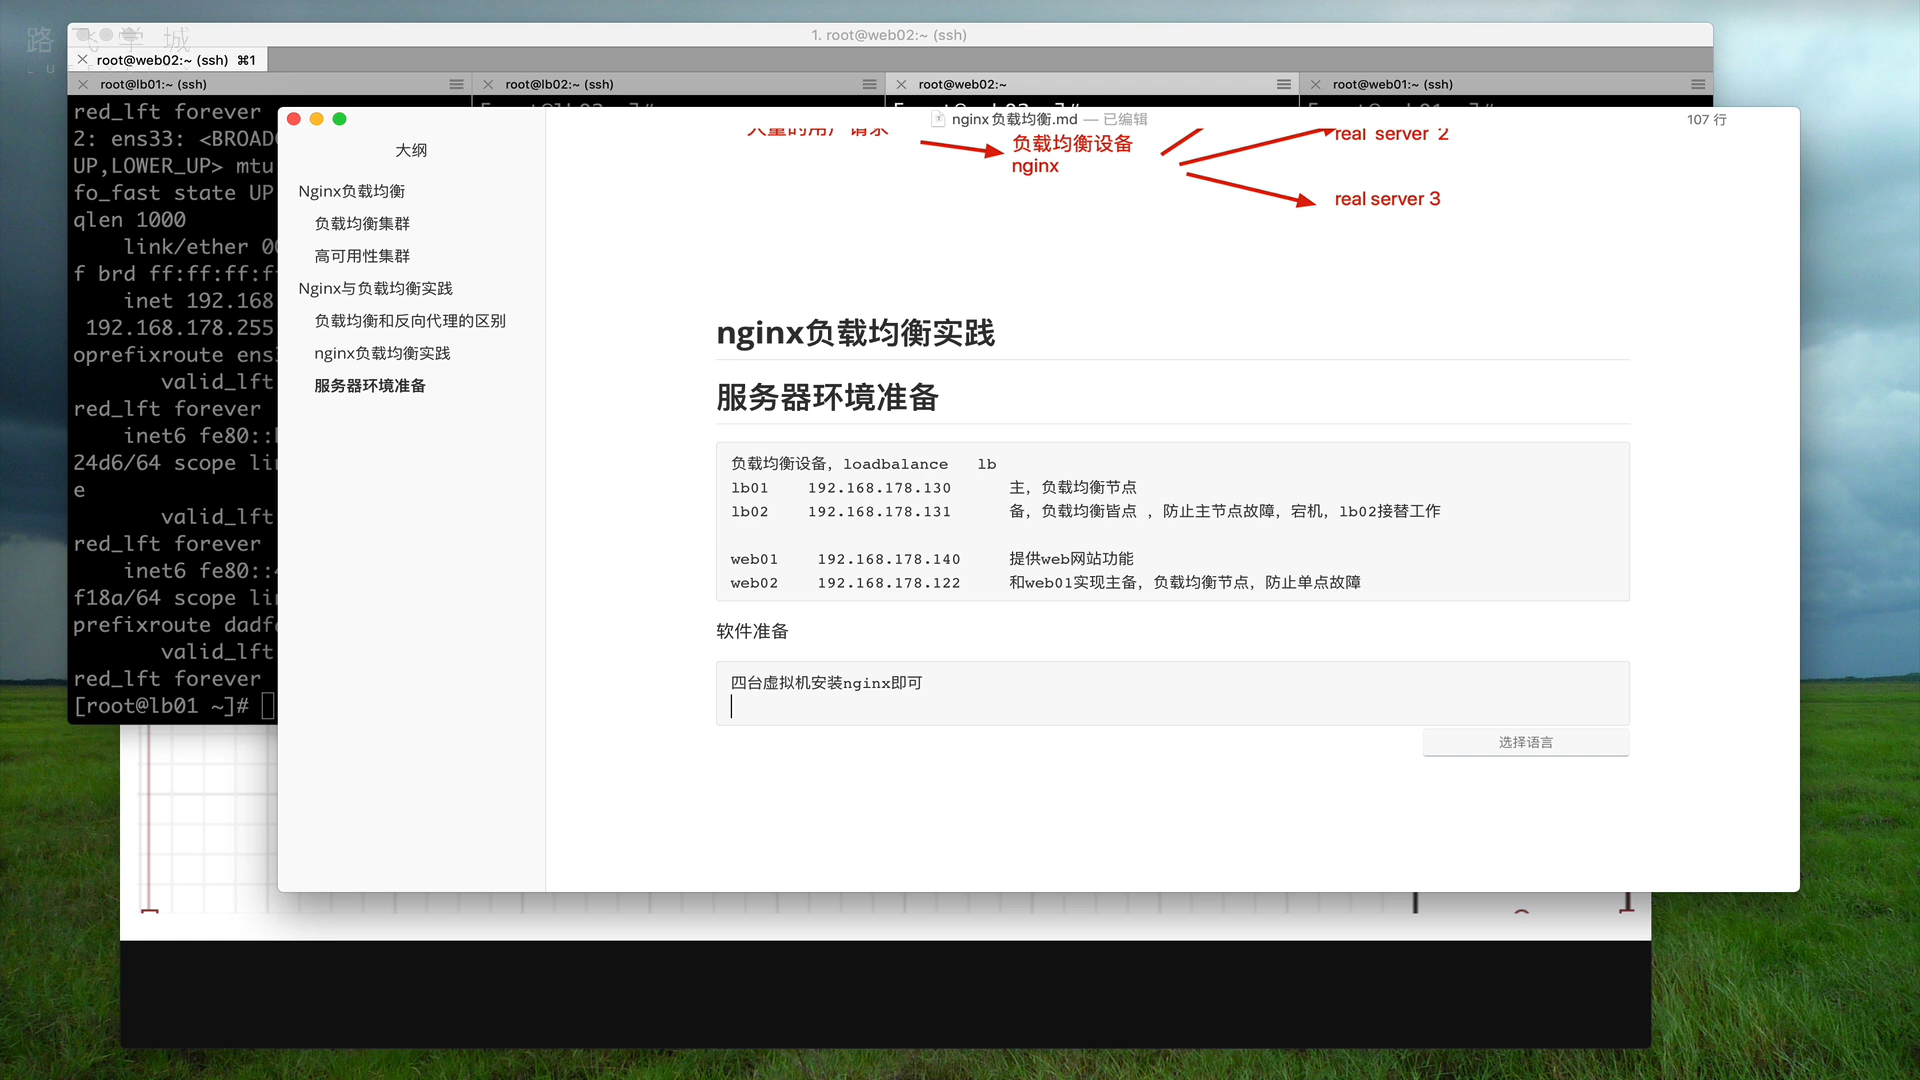 路飞学城
1. root@web02:~ (ssh)
root@web02:~ (ssh) ⌘1
root@lb01:~ (ssh)
root@lb02:~ (ssh)
root@web02:~
root@web01:~ (ssh)
red_lft forever
2: ens33: <BROAD
UP,LOWER_UP> mtu
fo_fast state UP
qlen 1000
link/ether 00
f brd ff:ff:ff:f
inet 192.168
192.168.178.255
oprefixroute ens
valid_lft
red_lft forever
inet6 fe80::
24d6/64 scope li
e
valid_lft
red_lft forever
inet6 fe80::
f18a/64 scope li
prefixroute dadf
valid_lft
red_lft forever
[root@lb01 ~]#
nginx负载均衡.md — 已编辑
107 行
大纲
Nginx负载均衡
负载均衡集群
高可用性集群
Nginx与负载均衡实践
负载均衡和反向代理的区别
nginx负载均衡实践
服务器环境准备
大量的用户请求
负载均衡设备
nginx
real server 2
real server 3
nginx负载均衡实践
服务器环境准备
负载均衡设备，loadbalance lb
lb01 192.168.178.130 主，负载均衡节点
lb02 192.168.178.131 备，负载均衡皆点 ，防止主节点故障，宕机，lb02接替工作
web01 192.168.178.140 提供web网站功能
web02 192.168.178.122 和web01实现主备，负载均衡节点，防止单点故障
软件准备
四台虚拟机安装nginx即可
选择语言